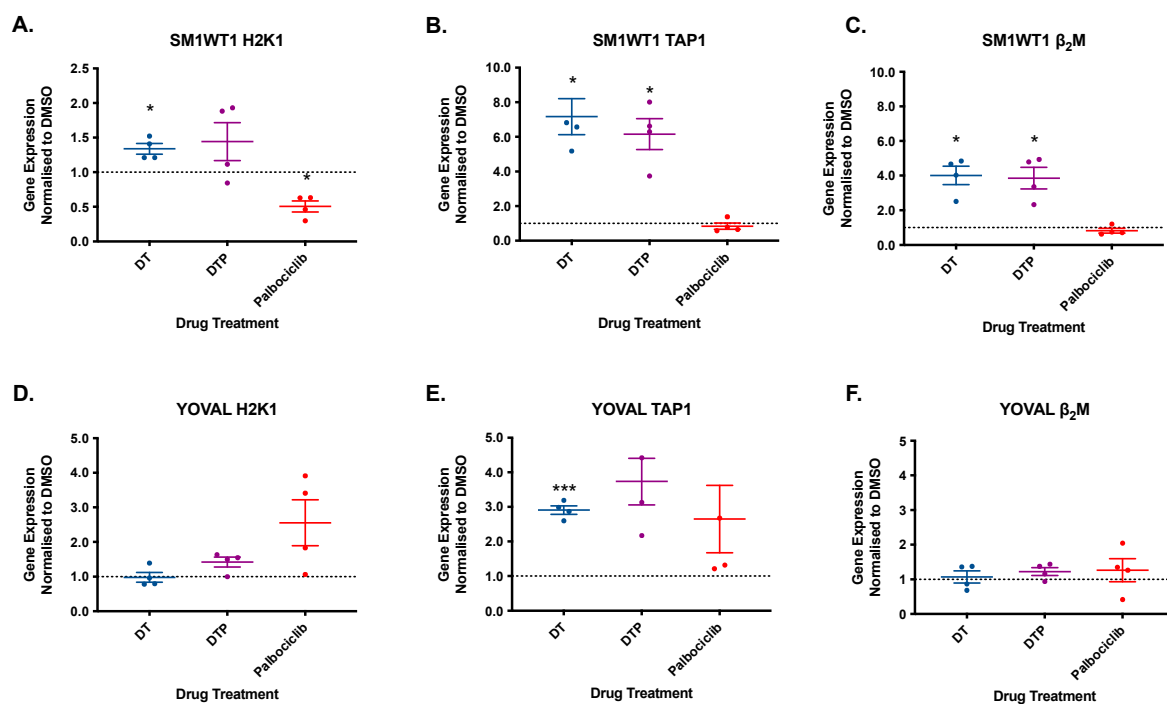 A.
SM1WT1 H2K1
Gene Expression
Normalised to DMSO
2.5
2.0
1.5
1.0
0.5
0.0
*
*
DT
DTP
Palbociclib
Drug Treatment
B.
SM1WT1 TAP1
Gene Expression
Normalised to DMSO
10.0
8.0
6.0
4.0
2.0
0.0
*
*
DT
DTP
Palbociclib
Drug Treatment
C.
SM1WT1 β₂M
Gene Expression
Normalised to DMSO
10.0
8.0
6.0
4.0
2.0
0.0
*
*
DT
DTP
Palbociclib
Drug Treatment
D.
YOVAL H2K1
Gene Expression
Normalised to DMSO
5.0
4.0
3.0
2.0
1.0
0.0
DT
DTP
Palbociclib
Drug Treatment
E.
YOVAL TAP1
Gene Expression
Normalised to DMSO
5.0
4.0
3.0
2.0
1.0
0.0
***
DT
DTP
Palbociclib
Drug Treatment
F.
YOVAL β₂M
Gene Expression
Normalised to DMSO
5
4
3
2
1
0
DT
DTP
Palbociclib
Drug Treatment